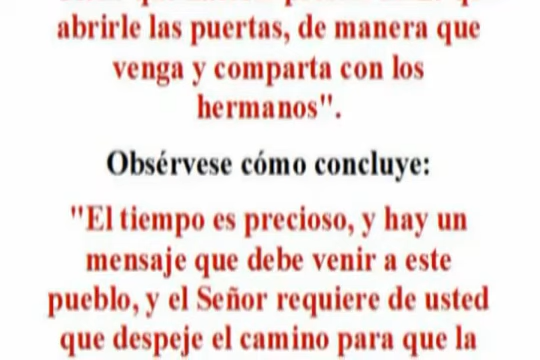 abrirle las puertas, de manera que
venga y comparta con los
hermanos".
Obsérvese cómo concluye:
"El tiempo es precioso, y hay un
mensaje que debe venir a este
pueblo, y el Señor requiere de usted
que despeje el camino para que la